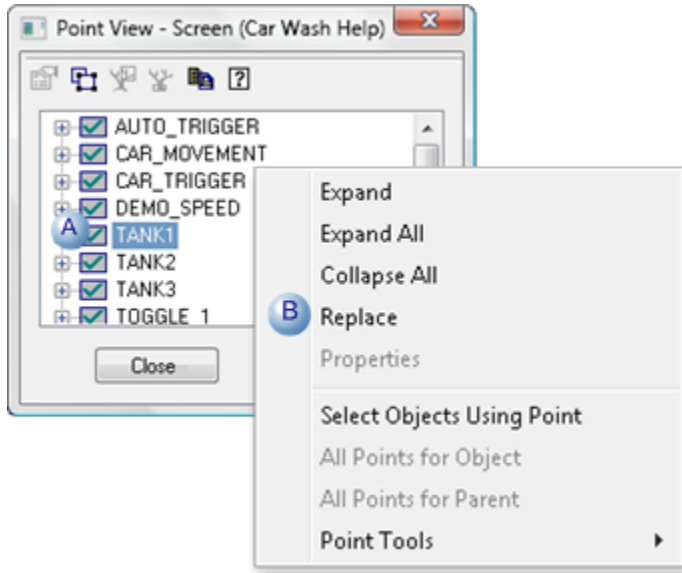 Point View - Screen (Car Wash Help)
AUTO_TRIGGER
CAR_MOVEMENT
CAR_TRIGGER
DEMO_SPEED
A
TANK1
TANK2
TANK3
TOGGLE_1
Close
Expand
Expand All
Collapse All
B
Replace
Properties
Select Objects Using Point
All Points for Object
All Points for Parent
Point Tools